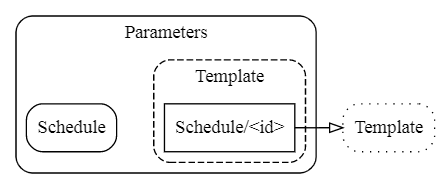 Parameters
Template
Schedule
Schedule/<id>
Template